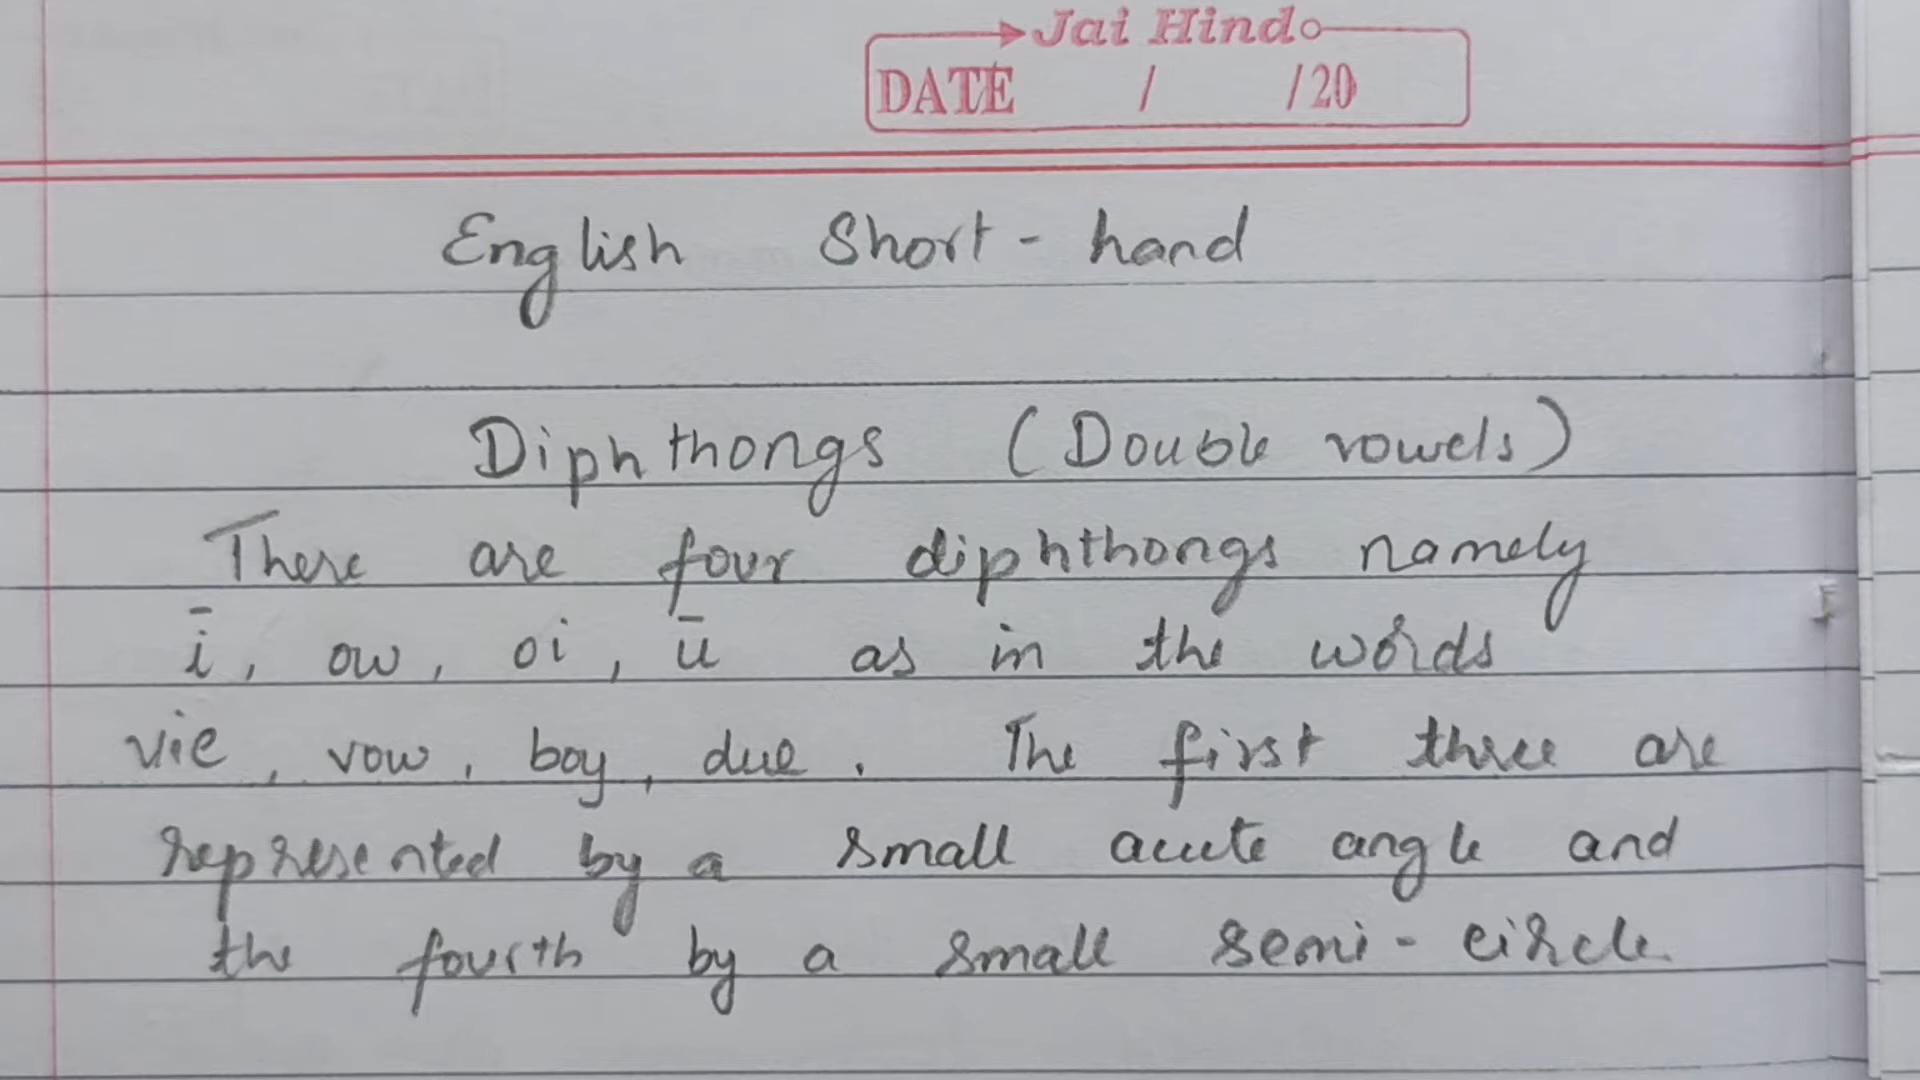 Jai Hind
DATE / /20
English Short-hand
Diphthongs (Double vowels)
There are four diphthongs namely
ī, ow, oi, ū as in the words
vie, vow, boy, due. The first three are
represented by a small acute angle and
the fourth by a small semi-circle.